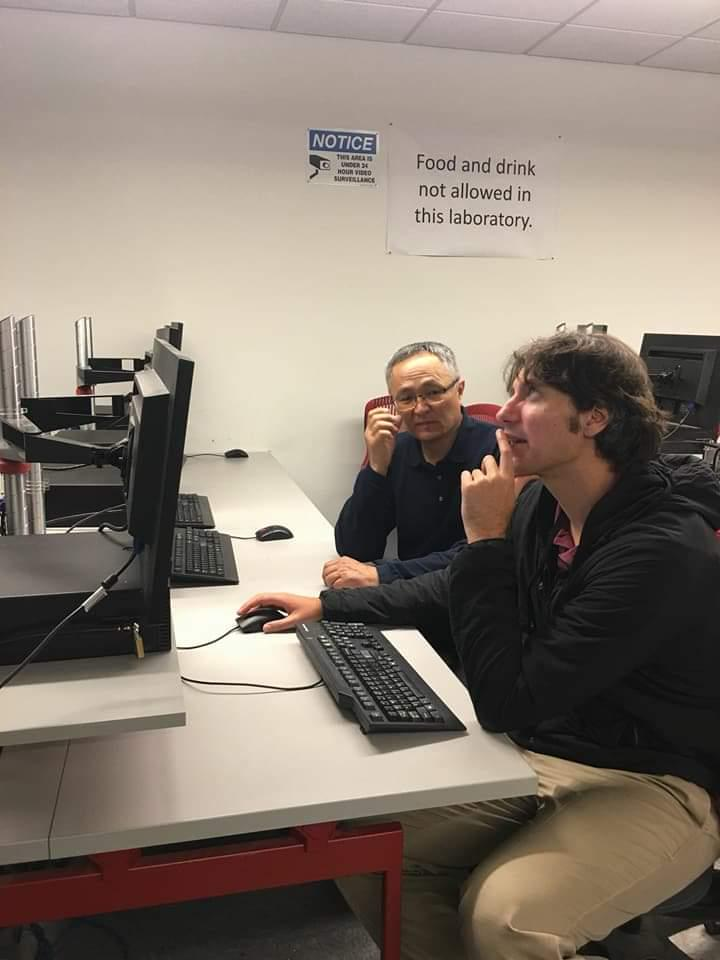 NOTICE
THIS AREA IS
UNDER 24
HOUR VIDEO
SURVEILLANCE
Food and drink
not allowed in
this laboratory.